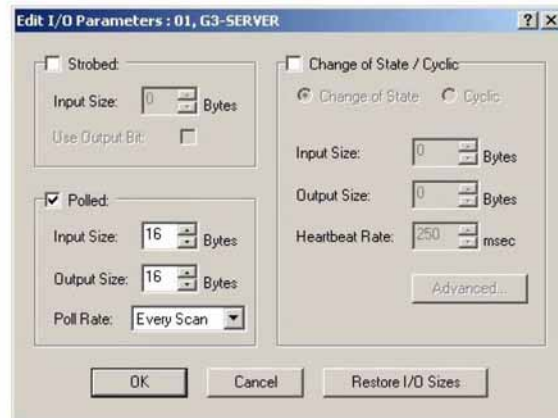 Edit I/O Parameters : 01, G3-SERVER
Strobed:
Input Size: 0 Bytes
Use Output Bit:
Polled:
Input Size: 16 Bytes
Output Size: 16 Bytes
Poll Rate: Every Scan
Change of State / Cyclic
Change of State Cyclic
Input Size: 0 Bytes
Output Size: 0 Bytes
Heartbeat Rate: 250 msec
Advanced...
OK Cancel Restore I/O Sizes